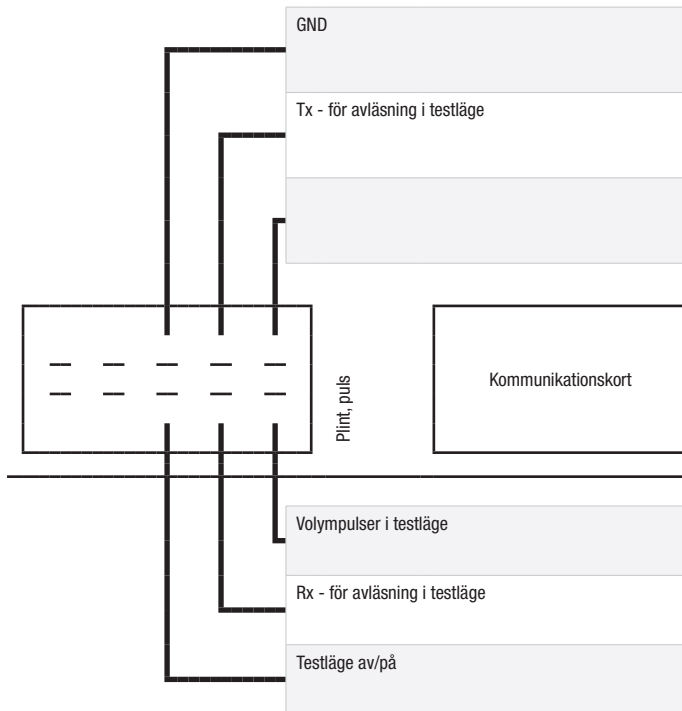 GND
Tx - för avläsning i testläge
Plint, puls
Kommunikationskort
Volympulser i testläge
Rx - för avläsning i testläge
Testläge av/på